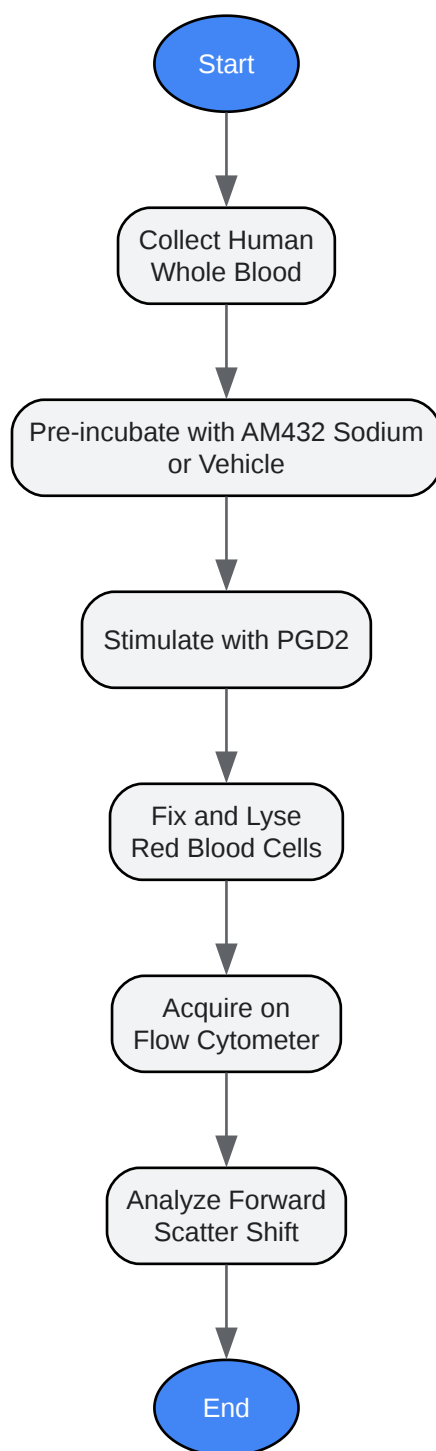 Start
Collect Human
Whole Blood
Pre-incubate with AM432 Sodium
or Vehicle
Stimulate with PGD2
Fix and Lyse
Red Blood Cells
Acquire on
Flow Cytometer
Analyze Forward
Scatter Shift
End